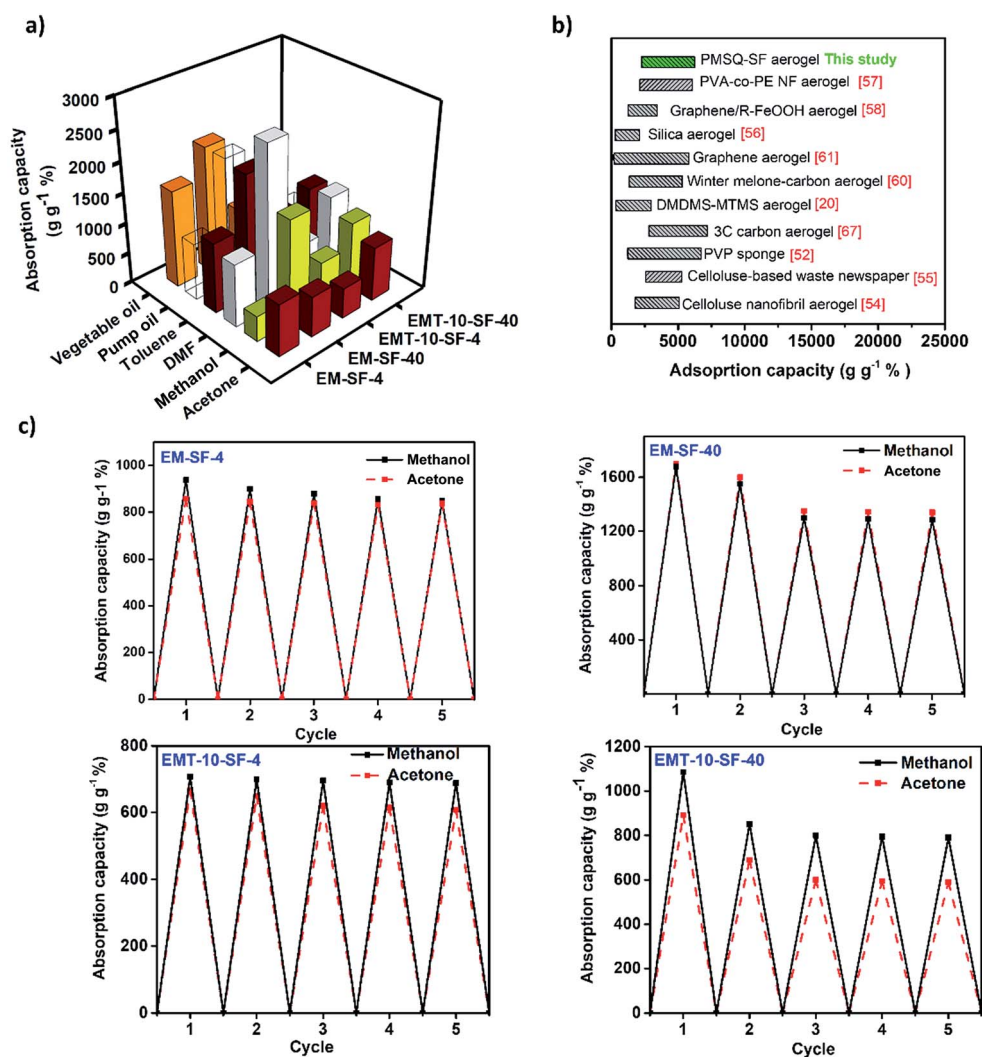 a)
Absorption capacity
(g g-1 %)
3000
2500
2000
1500
1000
500
0
Vegetable oil
Pump oil
Toluene
DMF
Methanol
Acetone
EMT-10-SF-40
EMT-10-SF-4
EM-SF-40
EM-SF-4
b)
PMSQ-SF aerogel This study
PVA-co-PE NF aerogel [57]
Graphene/R-FeOOH aerogel [58]
Silica aerogel [56]
Graphene aerogel [61]
Winter melone-carbon aerogel [60]
DMDMS-MTMS aerogel [20]
3C carbon aerogel [67]
PVP sponge [52]
Celloluse-based waste newspaper [55]
Celloluse nanofibril aerogel [54]
0 5000 10000 15000 20000 25000
Adsoprtion capacity (g g-1 % )
c)
EM-SF-4
Methanol
Acetone
Absorption capacity (g g-1 %)
1000
800
600
400
200
0
1 2 3 4 5
Cycle
EM-SF-40
Methanol
Acetone
Absorption capacity (g g-1 %)
1600
1200
800
400
1 2 3 4 5
Cycle
EMT-10-SF-4
Methanol
Acetone
Absorption capacity (g g-1 %)
800
600
400
200
0
1 2 3 4 5
Cycle
EMT-10-SF-40
Methanol
Acetone
Absorption capacity (g g-1 %)
1200
1000
800
600
400
200
0
1 2 3 4 5
Cycle